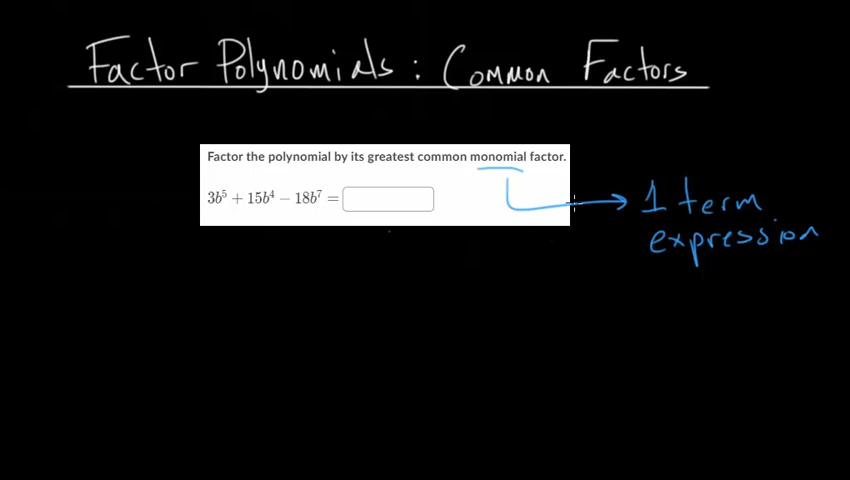 Factor Polynomials: Common Factors
Factor the polynomial by its greatest common monomial factor.
3b⁵ + 15b⁴ − 18b⁷ =
1 term
expression